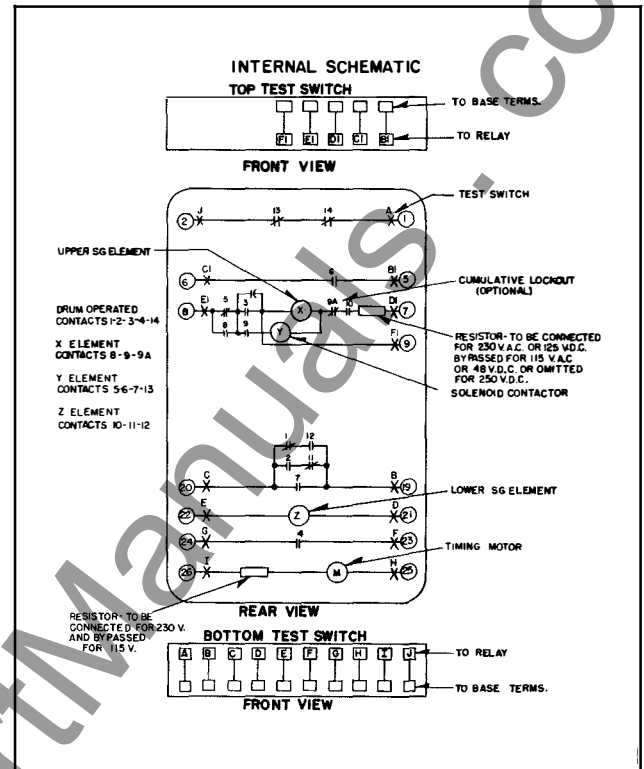 INTERNAL SCHEMATIC
TOP TEST SWITCH
TO BASE TERMS.
F1 E1 D1 C1 B1
TO RELAY
FRONT VIEW
TEST SWITCH
2 J 13 14 A 1
UPPER SG ELEMENT
6 C1 6 B1 5
CUMULATIVE LOCKOUT
(OPTIONAL)
8 E1 5 3 X 9A 10 D1 7
8 9 Y F1 9
DRUM OPERATED
CONTACTS 1-2-3-4-14
X ELEMENT
CONTACTS 8-9-9A
Y ELEMENT
CONTACTS 5-6-7-13
Z ELEMENT
CONTACTS 10-11-12
RESISTOR- TO BE CONNECTED
FOR 230 V.A.C. OR 125 V.D.C.
BYPASSED FOR 115 V.A.C
OR 48 V.D.C. OR OMITTED
FOR 250 V.D.C.
SOLENOID CONTACTOR
1 12
2 11
20 C 7 B 19
LOWER SG ELEMENT
22 E Z D 21
24 G 4 F 23
TIMING MOTOR
26 I M H 25
REAR VIEW
RESISTOR- TO BE
CONNECTED FOR 230 V.
AND BYPASSED
FOR 115 V.
BOTTOM TEST SWITCH
A B C D E F G H I J
TO RELAY
TO BASE TERMS.
FRONT VIEW